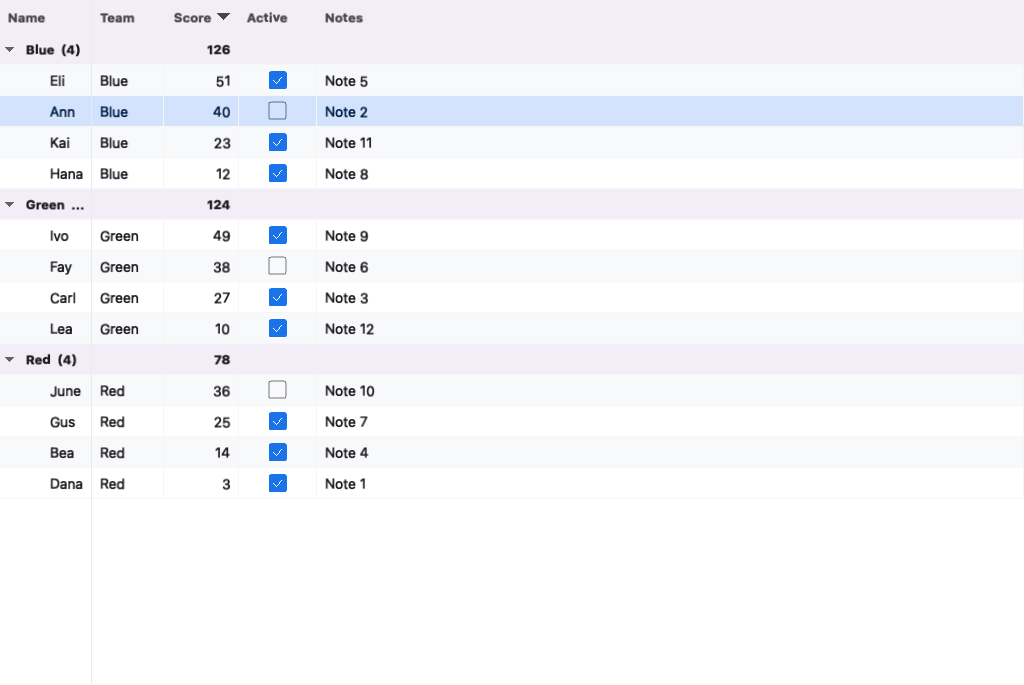 Name Team Score Active Notes
Blue (4) 126
Eli Blue 51 Note 5
Ann Blue 40 Note 2
Kai Blue 23 Note 11
Hana Blue 12 Note 8
Green ... 124
Ivo Green 49 Note 9
Fay Green 38 Note 6
Carl Green 27 Note 3
Lea Green 10 Note 12
Red (4) 78
June Red 36 Note 10
Gus Red 25 Note 7
Bea Red 14 Note 4
Dana Red 3 Note 1